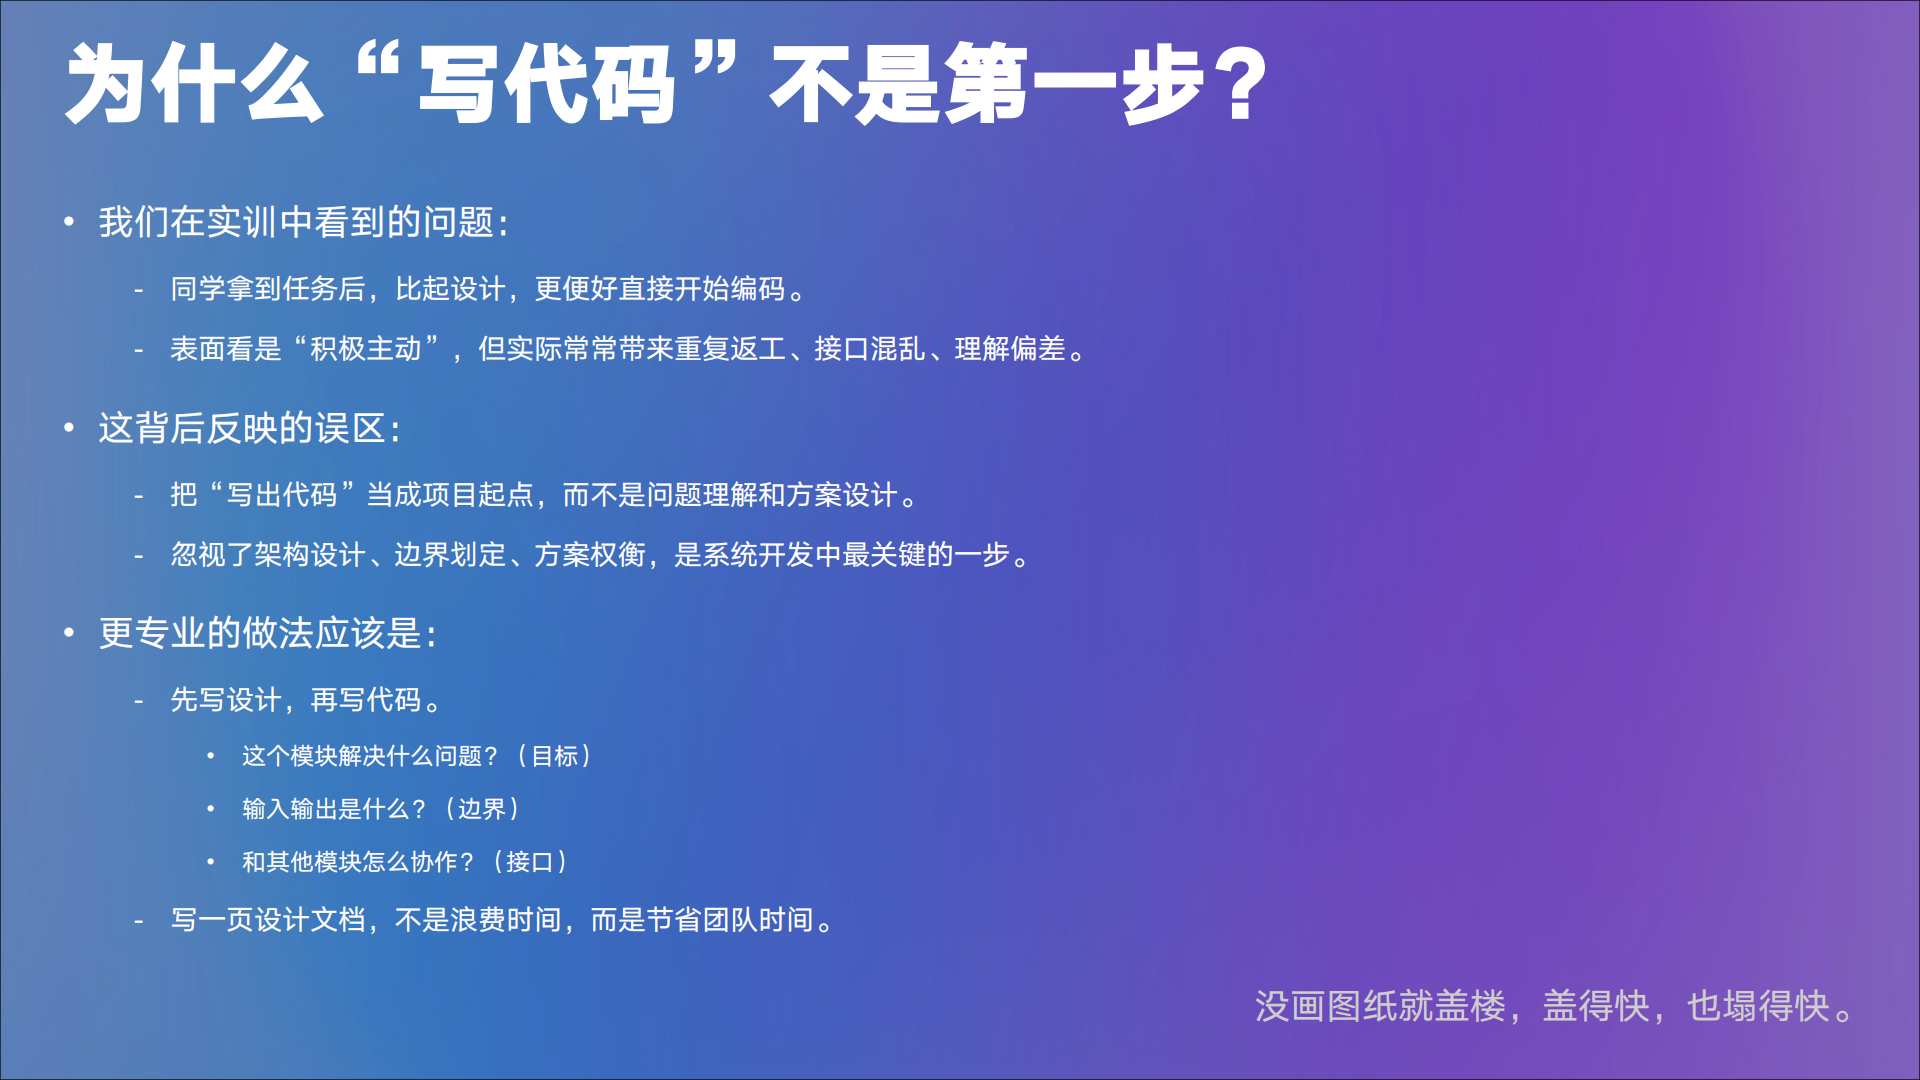 为什么“写代码”不是第一步？
• 我们在实训中看到的问题：
- 同学拿到任务后，比起设计，更便好直接开始编码。
- 表面看是“积极主动”，但实际常常带来重复返工、接口混乱、理解偏差。
• 这背后反映的误区：
- 把“写出代码”当成项目起点，而不是问题理解和方案设计。
- 忽视了架构设计、边界划定、方案权衡，是系统开发中最关键的一步。
• 更专业的做法应该是：
- 先写设计，再写代码。
• 这个模块解决什么问题？（目标）
• 输入输出是什么？（边界）
• 和其他模块怎么协作？（接口）
- 写一页设计文档，不是浪费时间，而是节省团队时间。
没画图纸就盖楼，盖得快，也塌得快。